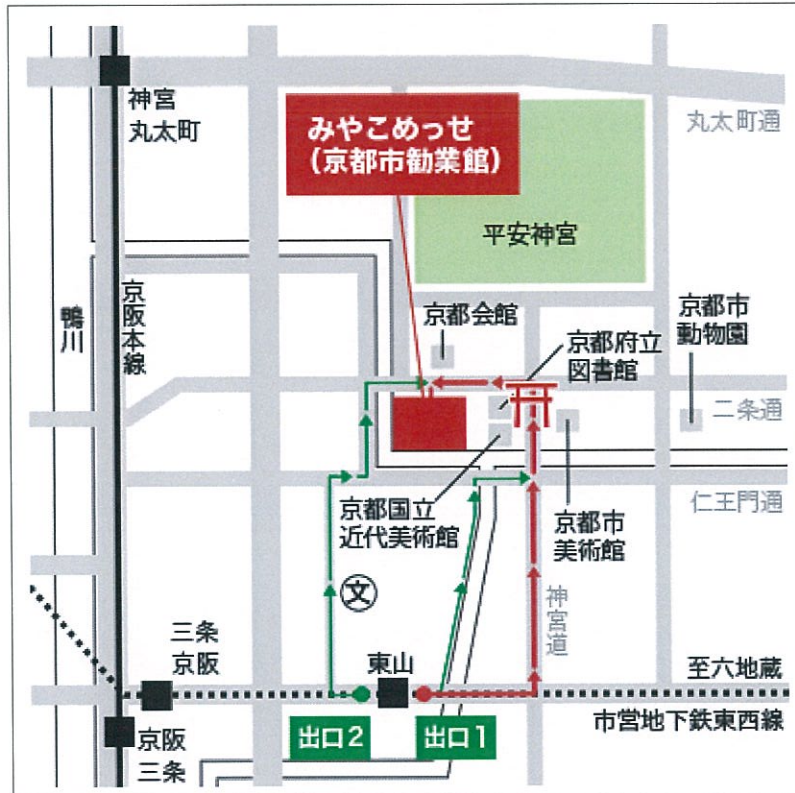 神宮
丸太町
みやこめっせ
(京都市勧業館)
丸太町通
平安神宮
鴨川
京阪本線
京都会館
京都府立
図書館
京都市
動物園
二条通
京都国立
近代美術館
京都市
美術館
仁王門通
文
神宮道
三条
京阪
東山
至六地蔵
市営地下鉄東西線
京阪
三条
出口2
出口1